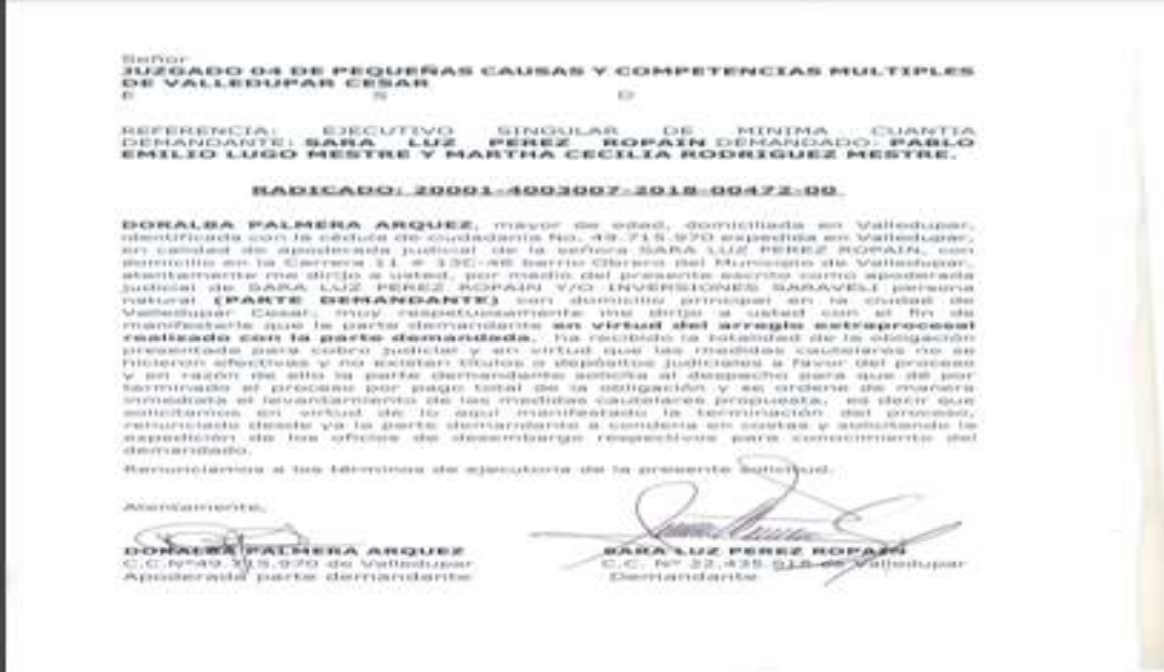 Señor
JUZGADO 04 DE PEQUEÑAS CAUSAS Y COMPETENCIAS MULTIPLES
DE VALLEDUPAR CESAR
E S D
REFERENCIA: EJECUTIVO SINGULAR DE MINIMA CUANTIA
DEMANDANTE: SARA LUZ PEREZ ROPAIN DEMANDADO: PABLO
EMILIO LUGO MESTRE Y MARTHA CECILIA RODRIGUEZ MESTRE.
RADICADO: 20001-4003007-2018-00472-00
DORALBA PALMERA ARQUEZ, mayor de edad, domiciliada en Valledupar,
identificada con la cédula de ciudadanía No. 49.715.970 expedida en Valledupar,
en calidad de apoderada judicial de la señora SARA LUZ PEREZ ROPAIN, con
domicilio en la Carrera 11 # 13C-48 barrio Obrero del Municipio de Valledupar,
atentamente me dirijo a usted, por medio del presente escrito como apoderada
judicial de SARA LUZ PEREZ ROPAIN Y/O INVERSIONES SARAVELI persona
natural (PARTE DEMANDANTE) con domicilio principal en la ciudad de
Valledupar Cesar, muy respetuosamente me dirijo a usted con el fin de
manifestarle que la parte demandante en virtud del arreglo extraprocesal
realizado con la parte demandada, ha recibido la totalidad de la obligación
presentada para cobro judicial y en virtud que las medidas cautelares no se
hicieron efectivas y no existen títulos o depósitos judiciales a favor del proceso
y en razón de ello la parte demandante solicita al despacho para que dé por
terminado el proceso por pago total de la obligación y se ordene de manera
inmediata el levantamiento de las medidas cautelares propuesta, es decir que
solicitamos en virtud de lo aquí manifestado la terminación del proceso,
renunciado desde ya la parte demandante a condena en costas y solicitando la
expedición de los oficios de desembargo respectivos para conocimiento del
demandado.
Renunciamos a los términos de ejecutoria de la presente solicitud.
Atentamente,
DORALBA PALMERA ARQUEZ SARA LUZ PEREZ ROPAIN
C.C.Nº49.715.970 de Valledupar C.C. Nº 22.435.918 de Valledupar
Apoderada parte demandante Demandante